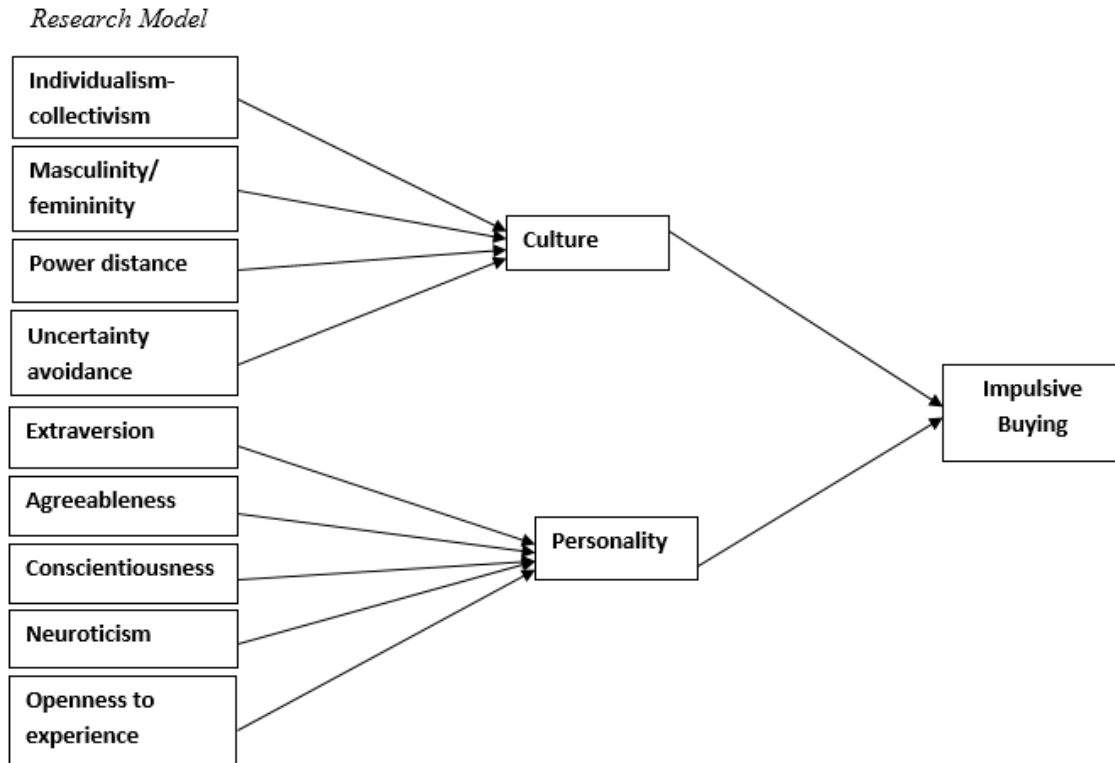 Research Model
Individualism-
collectivism
Masculinity/
femininity
Power distance
Uncertainty
avoidance
Extraversion
Agreeableness
Conscientiousness
Neuroticism
Openness to
experience
Culture
Personality
Impulsive
Buying